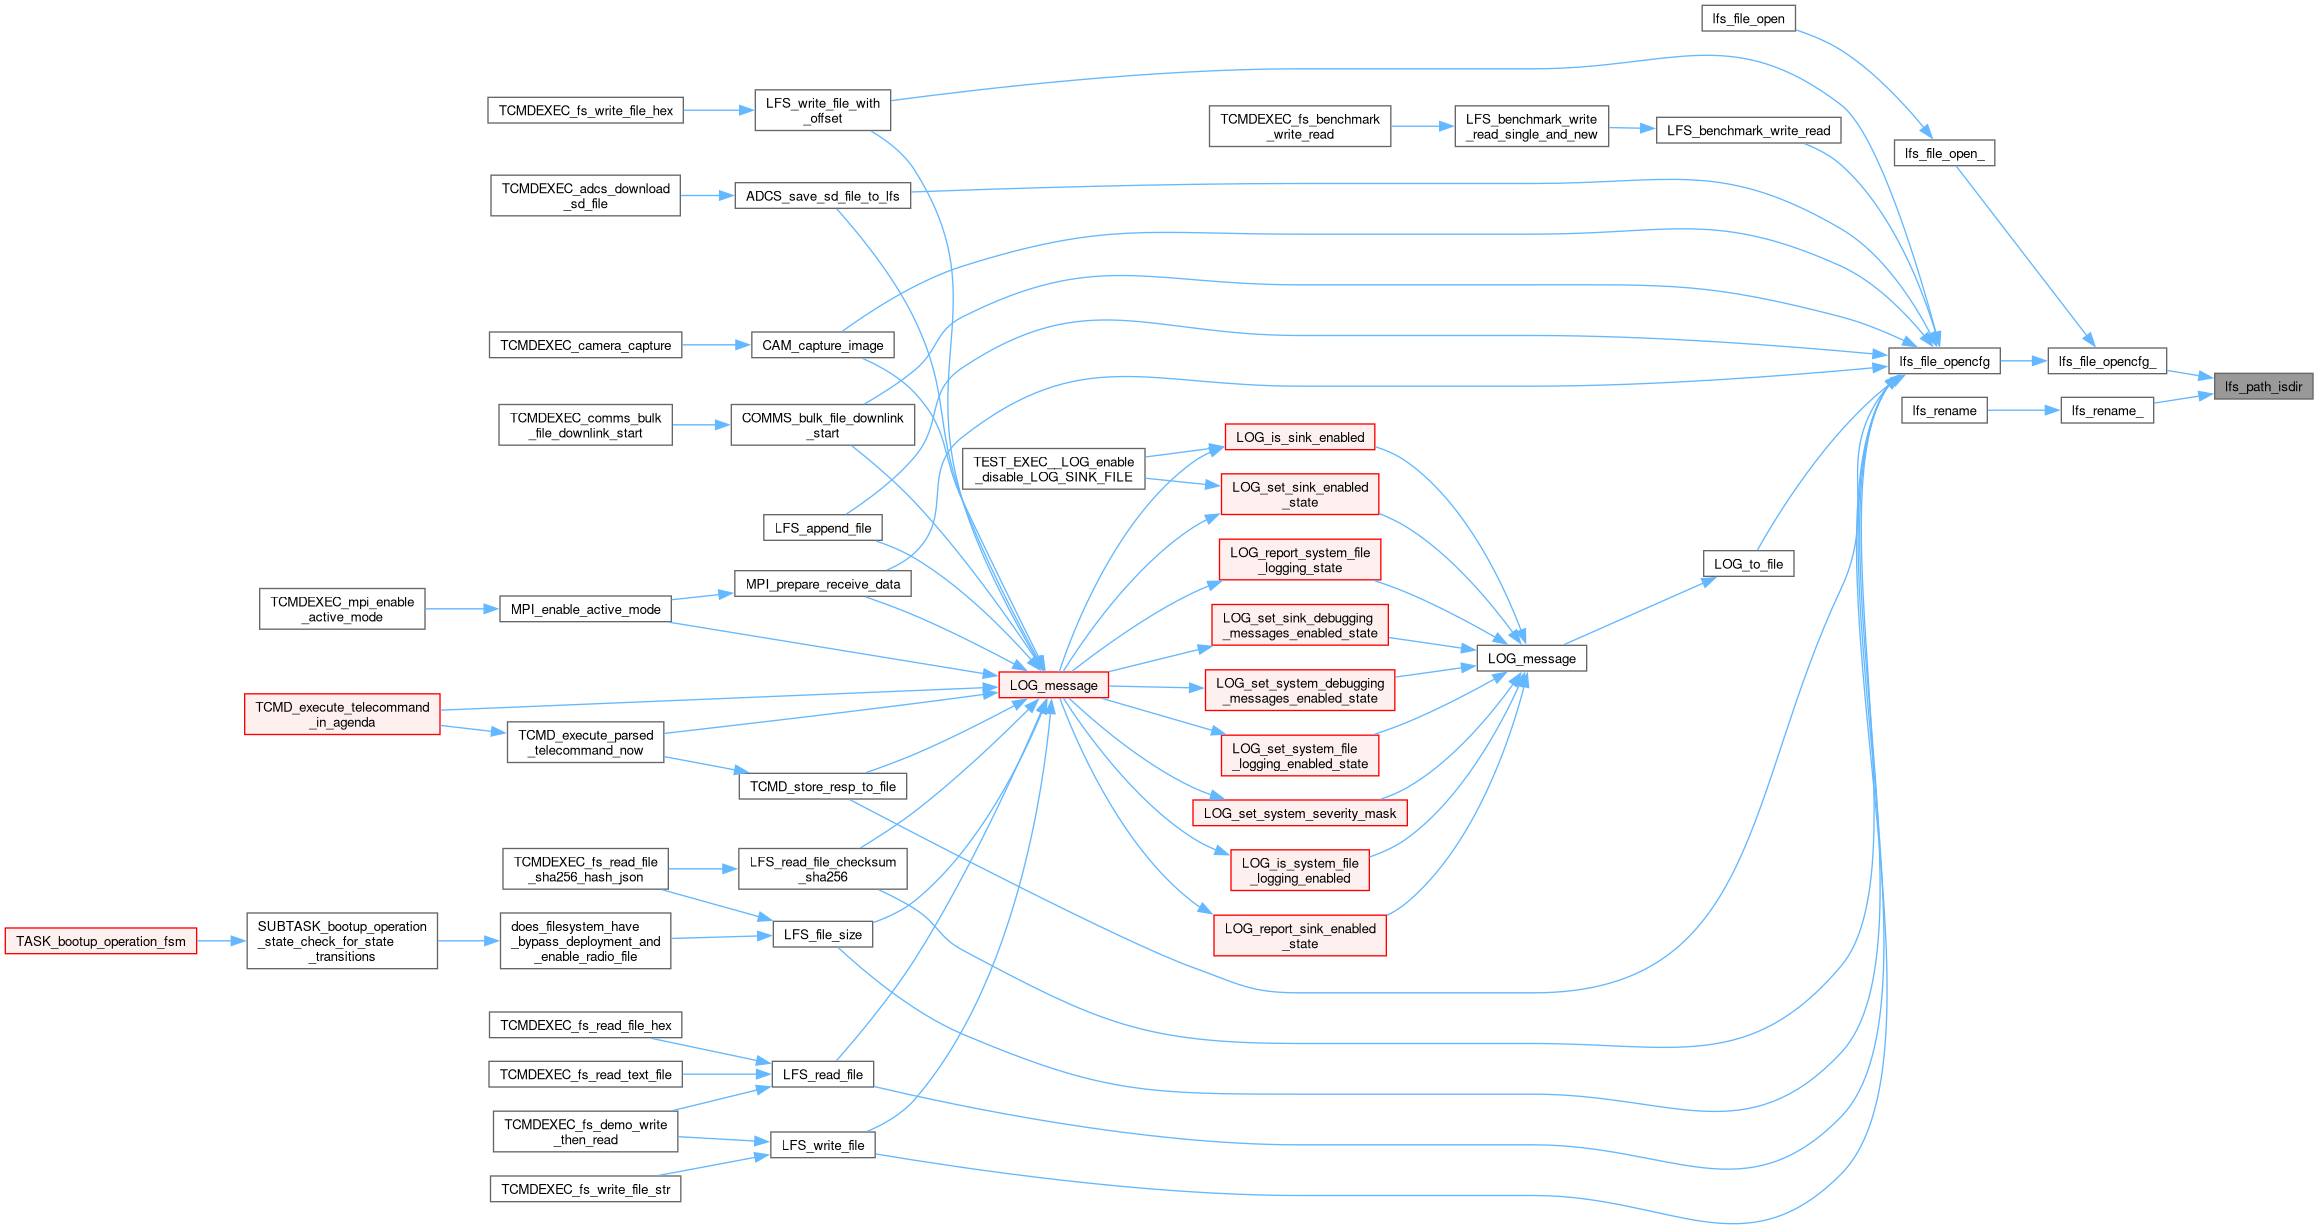 lfs_file_open
LFS_write_file_with
_offset
TCMDEXEC_fs_write_file_hex
TCMDEXEC_fs_benchmark
_write_read
LFS_benchmark_write
_read_single_and_new
LFS_benchmark_write_read
lfs_file_open_
TCMDEXEC_adcs_download
_sd_file
ADCS_save_sd_file_to_lfs
TCMDEXEC_camera_capture
CAM_capture_image
lfs_file_opencfg
lfs_file_opencfg_
lfs_path_isdir
lfs_rename
lfs_rename_
TCMDEXEC_comms_bulk
_file_downlink_start
COMMS_bulk_file_downlink
_start
LOG_is_sink_enabled
TEST_EXEC__LOG_enable
_disable_LOG_SINK_FILE
LOG_set_sink_enabled
_state
LFS_append_file
LOG_report_system_file
_logging_state
LOG_to_file
MPI_prepare_receive_data
TCMDEXEC_mpi_enable
_active_mode
MPI_enable_active_mode
LOG_set_sink_debugging
_messages_enabled_state
LOG_message
LOG_message
LOG_set_system_debugging
_messages_enabled_state
TCMD_execute_telecommand
_in_agenda
TCMD_execute_parsed
_telecommand_now
LOG_set_system_file
_logging_enabled_state
TCMD_store_resp_to_file
LOG_set_system_severity_mask
TCMDEXEC_fs_read_file
_sha256_hash_json
LFS_read_file_checksum
_sha256
LOG_is_system_file
_logging_enabled
TASK_bootup_operation_fsm
SUBTASK_bootup_operation
_state_check_for_state
_transitions
does_filesystem_have
_bypass_deployment_and
_enable_radio_file
LFS_file_size
LOG_report_sink_enabled
_state
TCMDEXEC_fs_read_file_hex
TCMDEXEC_fs_read_text_file
LFS_read_file
TCMDEXEC_fs_demo_write
_then_read
LFS_write_file
TCMDEXEC_fs_write_file_str